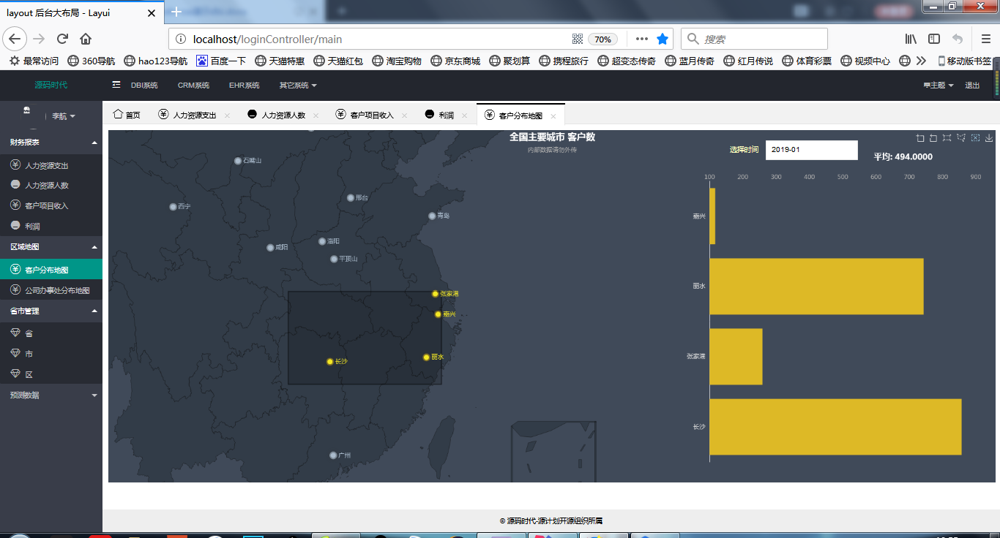 layout 后台大布局 - Layui
localhost/loginController/main
70%
搜索
最常访问 360导航 hao123导航 百度一下 天猫特惠 天猫红包 淘宝购物 京东商城 聚划算 携程旅行 超变态传奇 蓝月传奇 红月传说 体育彩票 视频中心 移动版书签
源码时代
DBI系统 CRM系统 EHR系统 其它系统
主题 退出
李航
首页 人力资源支出 人力资源人数 客户项目收入 利润 客户分布地图
财务报表
人力资源支出
人力资源人数
客户项目收入
利润
区域地图
客户分布地图
公司办事处分布地图
省市管理
省
市
区
预测数据
全国主要城市 客户数
内部数据请勿外传
选择时间 2019-01
平均: 494.0000
石嘴山
西宁
邢台
青岛
咸阳
洛阳
平顶山
张家港
嘉兴
长沙
丽水
广州
100 200 300 400 500 600 700 800 900
嘉兴
丽水
张家港
长沙
© 源码时代-源计划开源组织所属